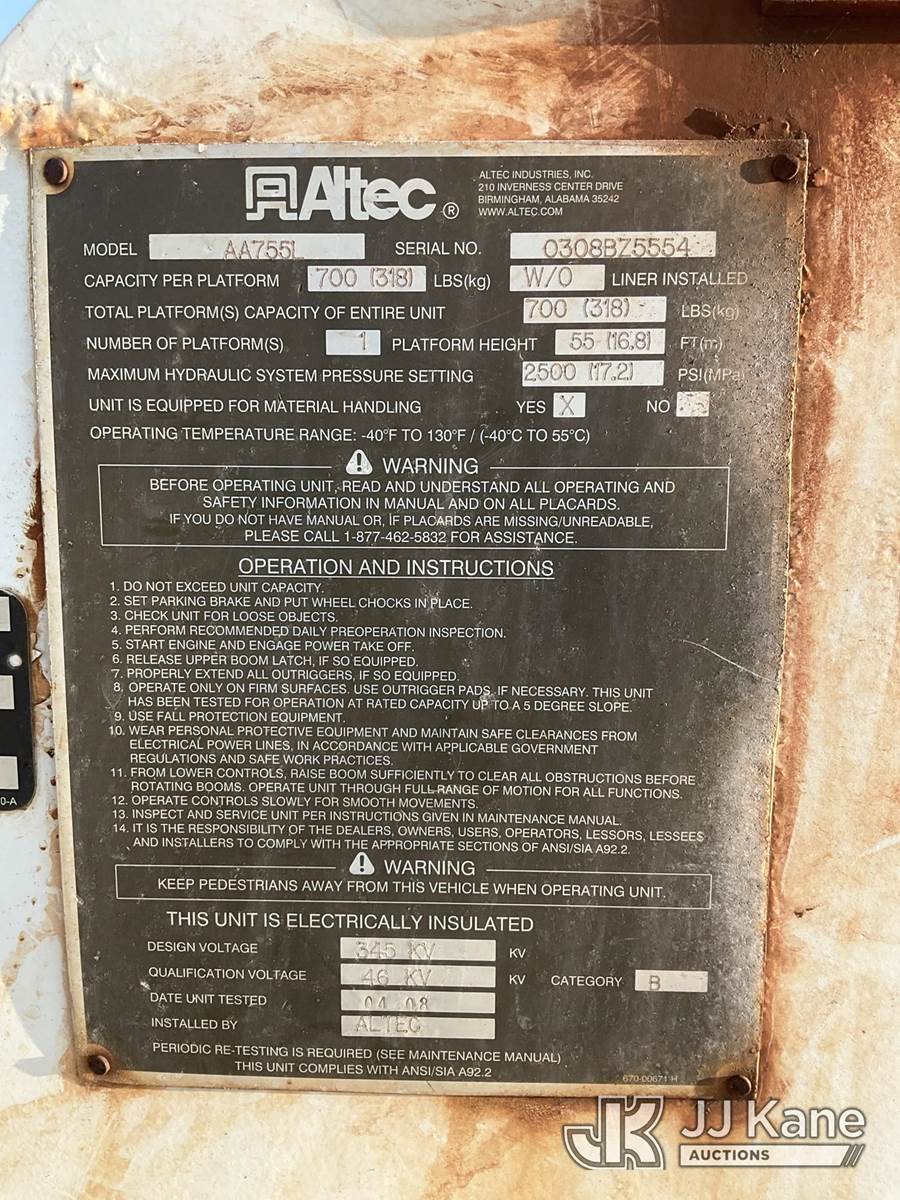 Altec®
ALTEC INDUSTRIES, INC.
210 INVERNESS CENTER DRIVE
BIRMINGHAM, ALABAMA 35242
WWW.ALTEC.COM
MODEL AA755L SERIAL NO. 0308BZ5554
CAPACITY PER PLATFORM 700 (318) LBS(kg) W/O LINER INSTALLED
TOTAL PLATFORM(S) CAPACITY OF ENTIRE UNIT 700 (318) LBS(kg)
NUMBER OF PLATFORM(S) 1 PLATFORM HEIGHT 55 (16.8) FT(m)
MAXIMUM HYDRAULIC SYSTEM PRESSURE SETTING 2500 (17.2) PSI(MPa)
UNIT IS EQUIPPED FOR MATERIAL HANDLING YES X NO
OPERATING TEMPERATURE RANGE: -40°F TO 130°F / (-40°C TO 55°C)
WARNING
BEFORE OPERATING UNIT, READ AND UNDERSTAND ALL OPERATING AND
SAFETY INFORMATION IN MANUAL AND ON ALL PLACARDS.
IF YOU DO NOT HAVE MANUAL OR, IF PLACARDS ARE MISSING/UNREADABLE,
PLEASE CALL 1-877-462-5832 FOR ASSISTANCE.
OPERATION AND INSTRUCTIONS
1. DO NOT EXCEED UNIT CAPACITY.
2. SET PARKING BRAKE AND PUT WHEEL CHOCKS IN PLACE.
3. CHECK UNIT FOR LOOSE OBJECTS.
4. PERFORM RECOMMENDED DAILY PREOPERATION INSPECTION.
5. START ENGINE AND ENGAGE POWER TAKE OFF.
6. RELEASE UPPER BOOM LATCH, IF SO EQUIPPED.
7. PROPERLY EXTEND ALL OUTRIGGERS, IF SO EQUIPPED.
8. OPERATE ONLY ON FIRM SURFACES. USE OUTRIGGER PADS, IF NECESSARY. THIS UNIT
HAS BEEN TESTED FOR OPERATION AT RATED CAPACITY UP TO A 5 DEGREE SLOPE.
9. USE FALL PROTECTION EQUIPMENT.
10. WEAR PERSONAL PROTECTIVE EQUIPMENT AND MAINTAIN SAFE CLEARANCES FROM
ELECTRICAL POWER LINES, IN ACCORDANCE WITH APPLICABLE GOVERNMENT
REGULATIONS AND SAFE WORK PRACTICES.
11. FROM LOWER CONTROLS, RAISE BOOM SUFFICIENTLY TO CLEAR ALL OBSTRUCTIONS BEFORE
ROTATING BOOMS. OPERATE UNIT THROUGH FULL RANGE OF MOTION FOR ALL FUNCTIONS.
12. OPERATE CONTROLS SLOWLY FOR SMOOTH MOVEMENTS.
13. INSPECT AND SERVICE UNIT PER INSTRUCTIONS GIVEN IN MAINTENANCE MANUAL.
14. IT IS THE RESPONSIBILITY OF THE DEALERS, OWNERS, USERS, OPERATORS, LESSORS, LESSEES
AND INSTALLERS TO COMPLY WITH THE APPROPRIATE SECTIONS OF ANSI/SIA A92.2.
WARNING
KEEP PEDESTRIANS AWAY FROM THIS VEHICLE WHEN OPERATING UNIT.
THIS UNIT IS ELECTRICALLY INSULATED
DESIGN VOLTAGE 345 KV KV
QUALIFICATION VOLTAGE 46 KV KV CATEGORY B
DATE UNIT TESTED 04 08
INSTALLED BY ALTEC
PERIODIC RE-TESTING IS REQUIRED (SEE MAINTENANCE MANUAL)
THIS UNIT COMPLIES WITH ANSI/SIA A92.2
670-00671 H
0-A
JK JJ Kane
AUCTIONS